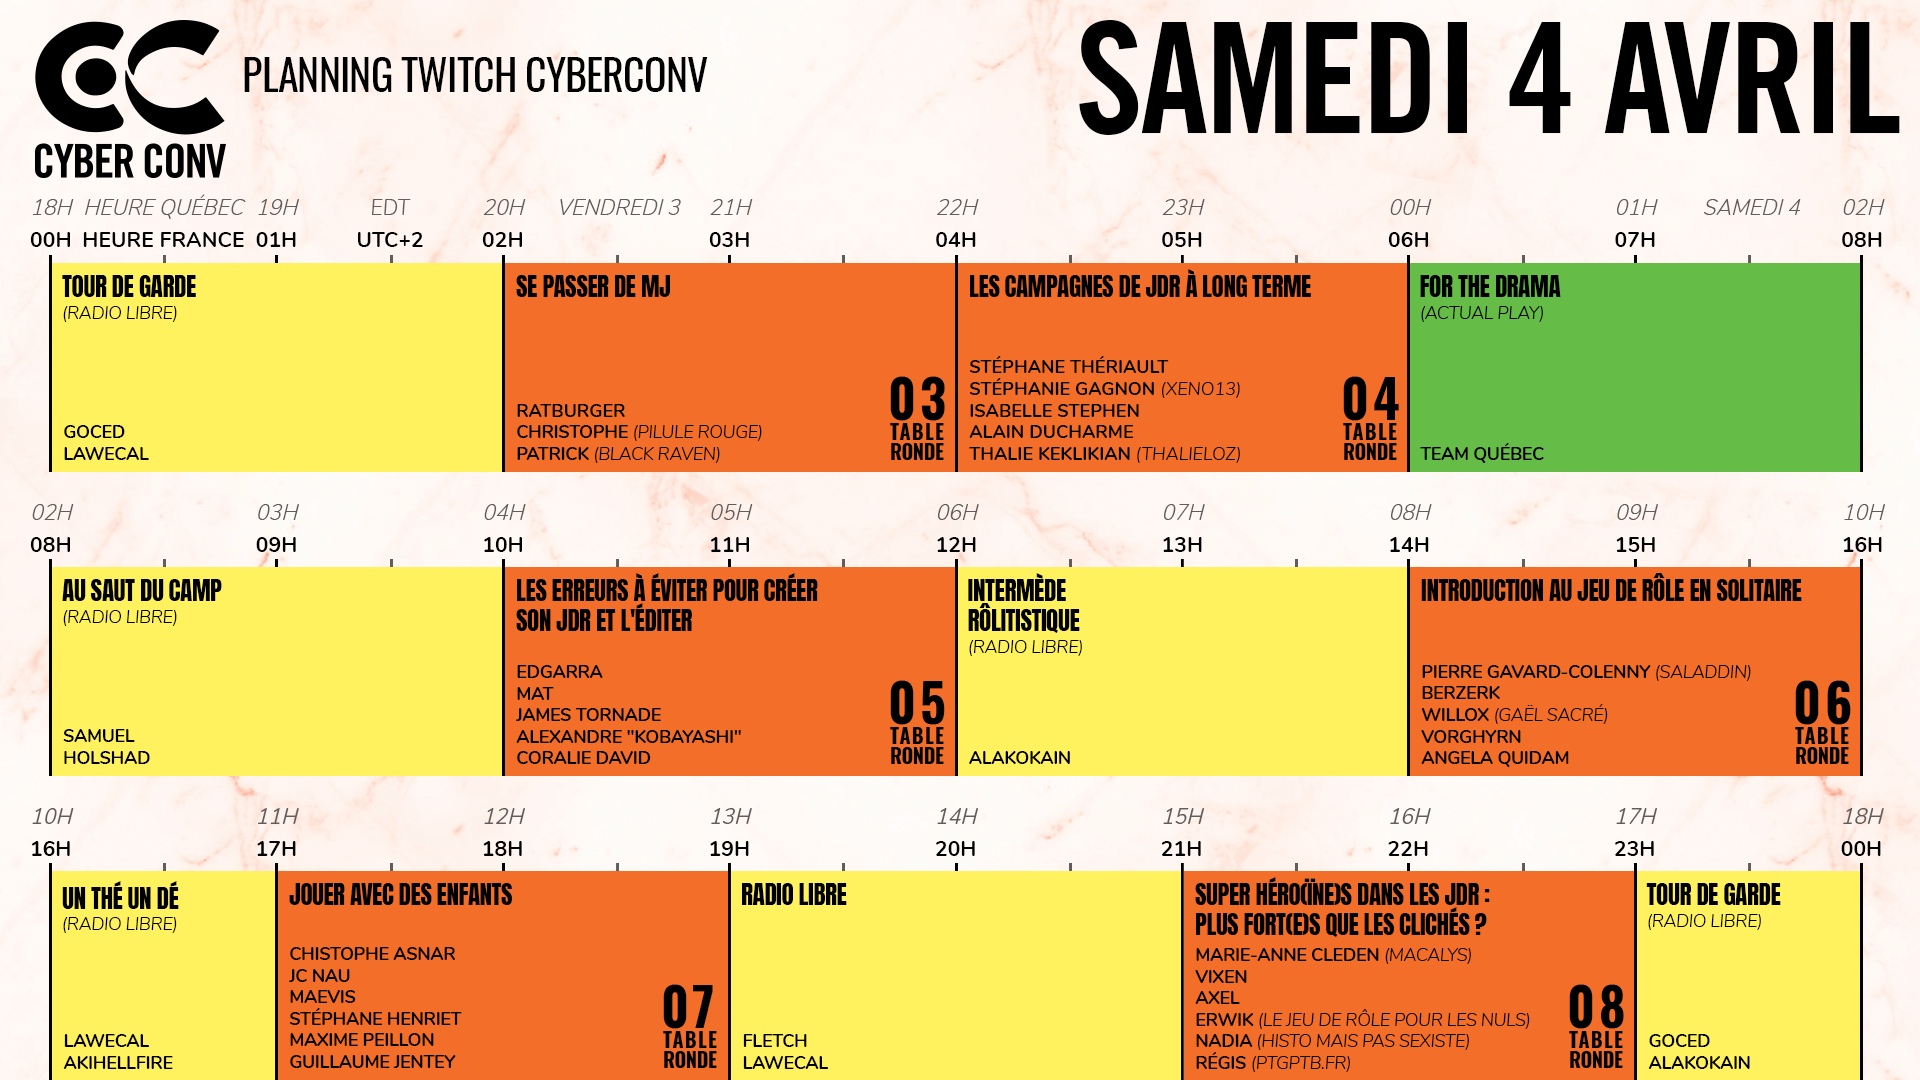 CYBER CONV
PLANNING TWITCH CYBERCONV
SAMEDI 4 AVRIL
18H HEURE QUÉBEC 19H EDT 20H VENDREDI 3 21H 22H 23H 00H 01H SAMEDI 4 02H
00H HEURE FRANCE 01H UTC+2 02H 03H 04H 05H 06H 07H 08H
TOUR DE GARDE
(RADIO LIBRE)
GOCED
LAWECAL
SE PASSER DE MJ
RATBURGER
CHRISTOPHE (PILULE ROUGE)
PATRICK (BLACK RAVEN)
03
TABLE
RONDE
LES CAMPAGNES DE JDR À LONG TERME
STÉPHANE THÉRIAULT
STÉPHANIE GAGNON (XENO13)
ISABELLE STEPHEN
ALAIN DUCHARME
THALIE KEKLIKIAN (THALIELOZ)
04
TABLE
RONDE
FOR THE DRAMA
(ACTUAL PLAY)
TEAM QUÉBEC
02H 03H 04H 05H 06H 07H 08H 09H 10H
08H 09H 10H 11H 12H 13H 14H 15H 16H
AU SAUT DU CAMP
(RADIO LIBRE)
SAMUEL
HOLSHAD
LES ERREURS À ÉVITER POUR CRÉER
SON JDR ET L'ÉDITER
EDGARRA
MAT
JAMES TORNADE
ALEXANDRE "KOBAYASHI"
CORALIE DAVID
05
TABLE
RONDE
INTERMÈDE
RÔLITISTIQUE
(RADIO LIBRE)
ALAKOKAIN
INTRODUCTION AU JEU DE RÔLE EN SOLITAIRE
PIERRE GAVARD-COLENNY (SALADDIN)
BERZERK
WILLOX (GAËL SACRÉ)
VORGHYRN
ANGELA QUIDAM
06
TABLE
RONDE
10H 11H 12H 13H 14H 15H 16H 17H 18H
16H 17H 18H 19H 20H 21H 22H 23H 00H
UN THÉ UN DÉ
(RADIO LIBRE)
LAWECAL
AKIHELLFIRE
JOUER AVEC DES ENFANTS
CHISTOPHE ASNAR
JC NAU
MAEVIS
STÉPHANE HENRIET
MAXIME PEILLON
GUILLAUME JENTEY
07
TABLE
RONDE
RADIO LIBRE
FLETCH
LAWECAL
SUPER HÉRO(ÏNE)S DANS LES JDR :
PLUS FORT(E)S QUE LES CLICHÉS ?
MARIE-ANNE CLEDEN (MACALYS)
VIXEN
AXEL
ERWIK (LE JEU DE RÔLE POUR LES NULS)
NADIA (HISTO MAIS PAS SEXISTE)
RÉGIS (PTGPTB.FR)
08
TABLE
RONDE
TOUR DE GARDE
(RADIO LIBRE)
GOCED
ALAKOKAIN